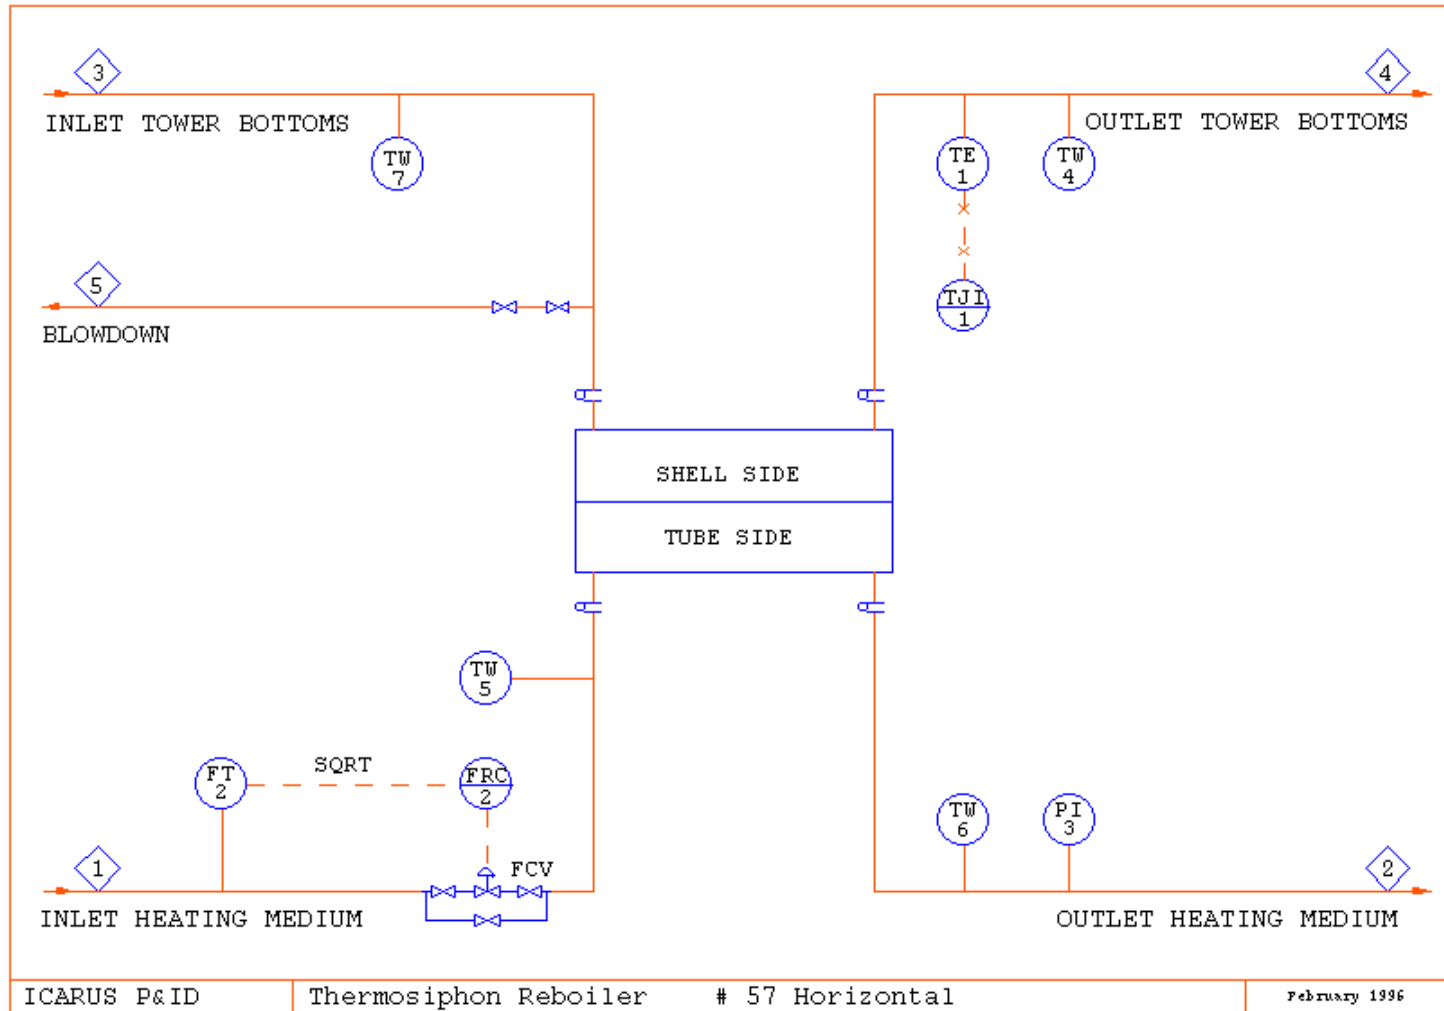 3
4
INLET TOWER BOTTOMS
OUTLET TOWER BOTTOMS
TW
7
TE
1
TW
4
5
BLOWDOWN
TJI
1
SHELL SIDE
TUBE SIDE
TW
5
FT
2
SQRT
FRC
2
TW
6
PI
3
1
FCV
2
INLET HEATING MEDIUM
OUTLET HEATING MEDIUM
ICARUS P&ID
Thermosiphon Reboiler # 57 Horizontal
February 1996